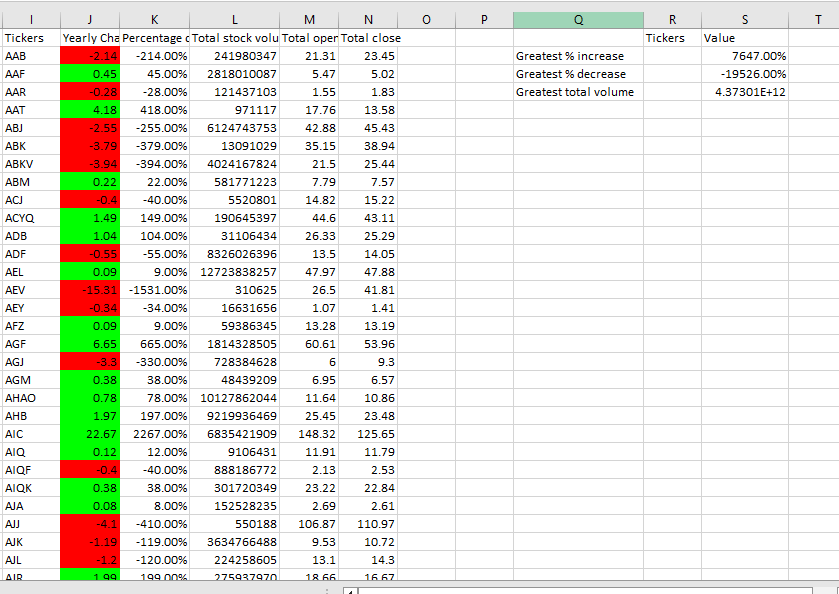 I J K L M N O P Q R S T
Tickers Yearly Cha Percentage c Total stock volu Total oper Total close Tickers Value
AAB -2.14 -214.00% 241980347 21.31 23.45 Greatest % increase 7647.00%
AAF 0.45 45.00% 2818010087 5.47 5.02 Greatest % decrease -19526.00%
AAR -0.28 -28.00% 121437103 1.55 1.83 Greatest total volume 4.37301E+12
AAT 4.18 418.00% 971117 17.76 13.58
ABJ -2.55 -255.00% 6124743753 42.88 45.43
ABK -3.79 -379.00% 13091029 35.15 38.94
ABKV -3.94 -394.00% 4024167824 21.5 25.44
ABM 0.22 22.00% 581771223 7.79 7.57
ACJ -0.4 -40.00% 5520801 14.82 15.22
ACYQ 1.49 149.00% 190645397 44.6 43.11
ADB 1.04 104.00% 31106434 26.33 25.29
ADF -0.55 -55.00% 8326026396 13.5 14.05
AEL 0.09 9.00% 12723838257 47.97 47.88
AEV -15.31 -1531.00% 310625 26.5 41.81
AEY -0.34 -34.00% 16631656 1.07 1.41
AFZ 0.09 9.00% 59386345 13.28 13.19
AGF 6.65 665.00% 1814328505 60.61 53.96
AGJ -3.3 -330.00% 728384628 6 9.3
AGM 0.38 38.00% 48439209 6.95 6.57
AHAO 0.78 78.00% 10127862044 11.64 10.86
AHB 1.97 197.00% 9219936469 25.45 23.48
AIC 22.67 2267.00% 6835421909 148.32 125.65
AIQ 0.12 12.00% 9106431 11.91 11.79
AIQF -0.4 -40.00% 888186772 2.13 2.53
AIQK 0.38 38.00% 301720349 23.22 22.84
AJA 0.08 8.00% 152528235 2.69 2.61
AJJ -4.1 -410.00% 550188 106.87 110.97
AJK -1.19 -119.00% 3634766488 9.53 10.72
AJL -1.2 -120.00% 224258605 13.1 14.3
AJR 1.99 199.00% 275937970 18.66 16.67